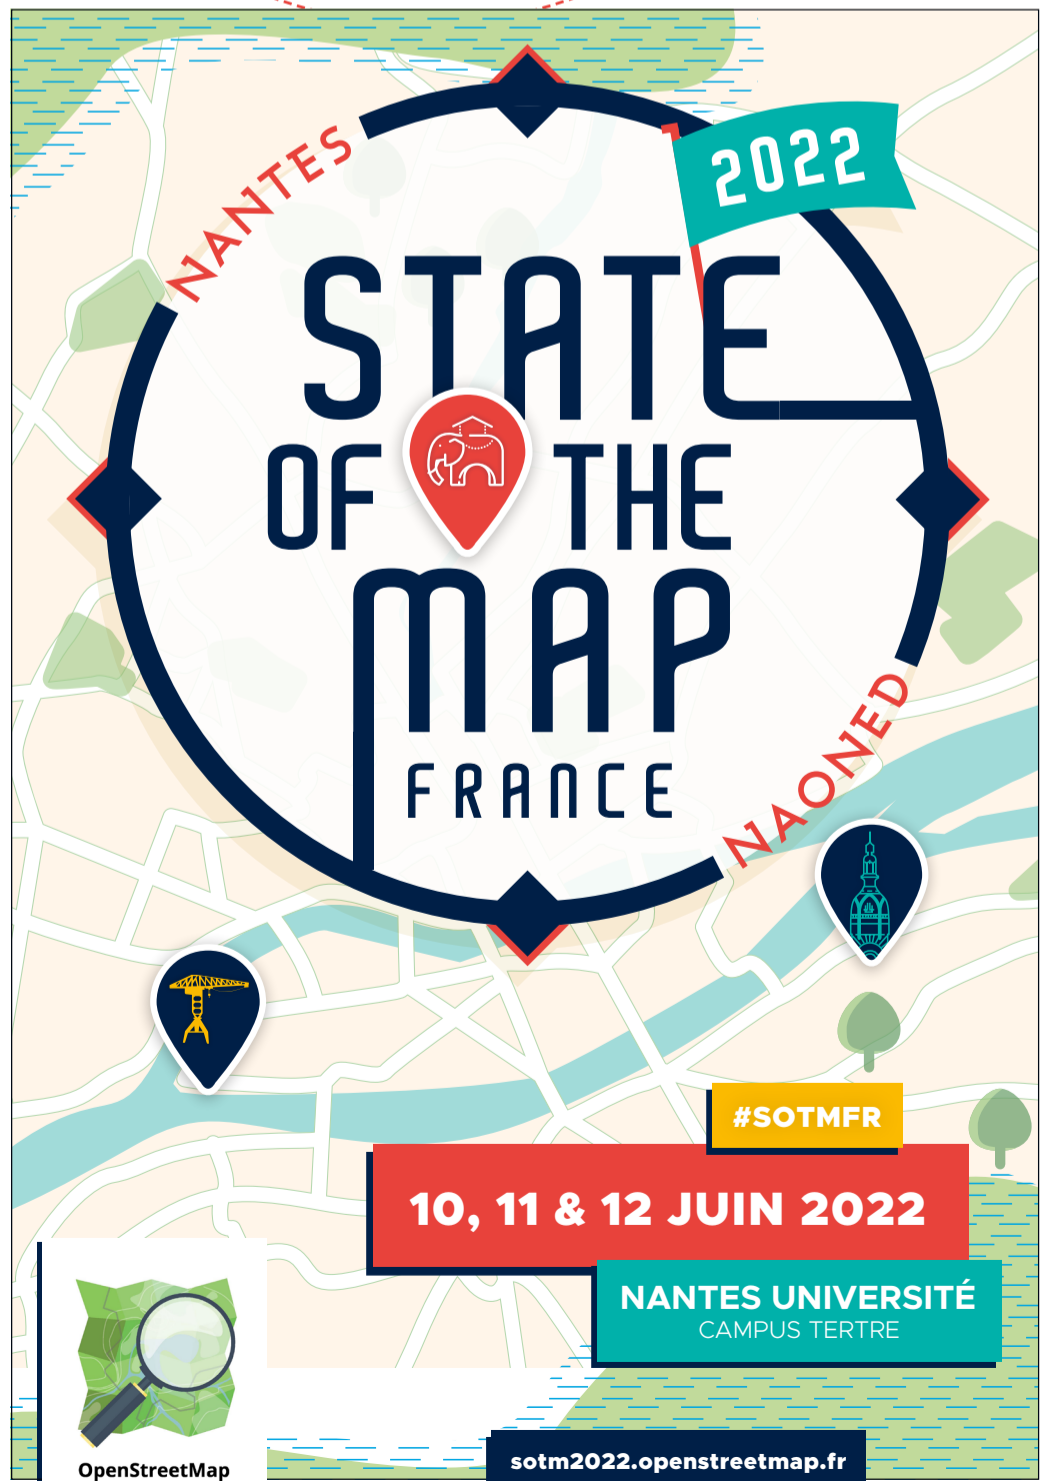 NANTES
2022
STATE
OF THE
MAP
FRANCE
NAONED
#SOTMFR
10, 11 & 12 JUIN 2022
NANTES UNIVERSITÉ
CAMPUS TERTRE
OpenStreetMap
sotm2022.openstreetmap.fr